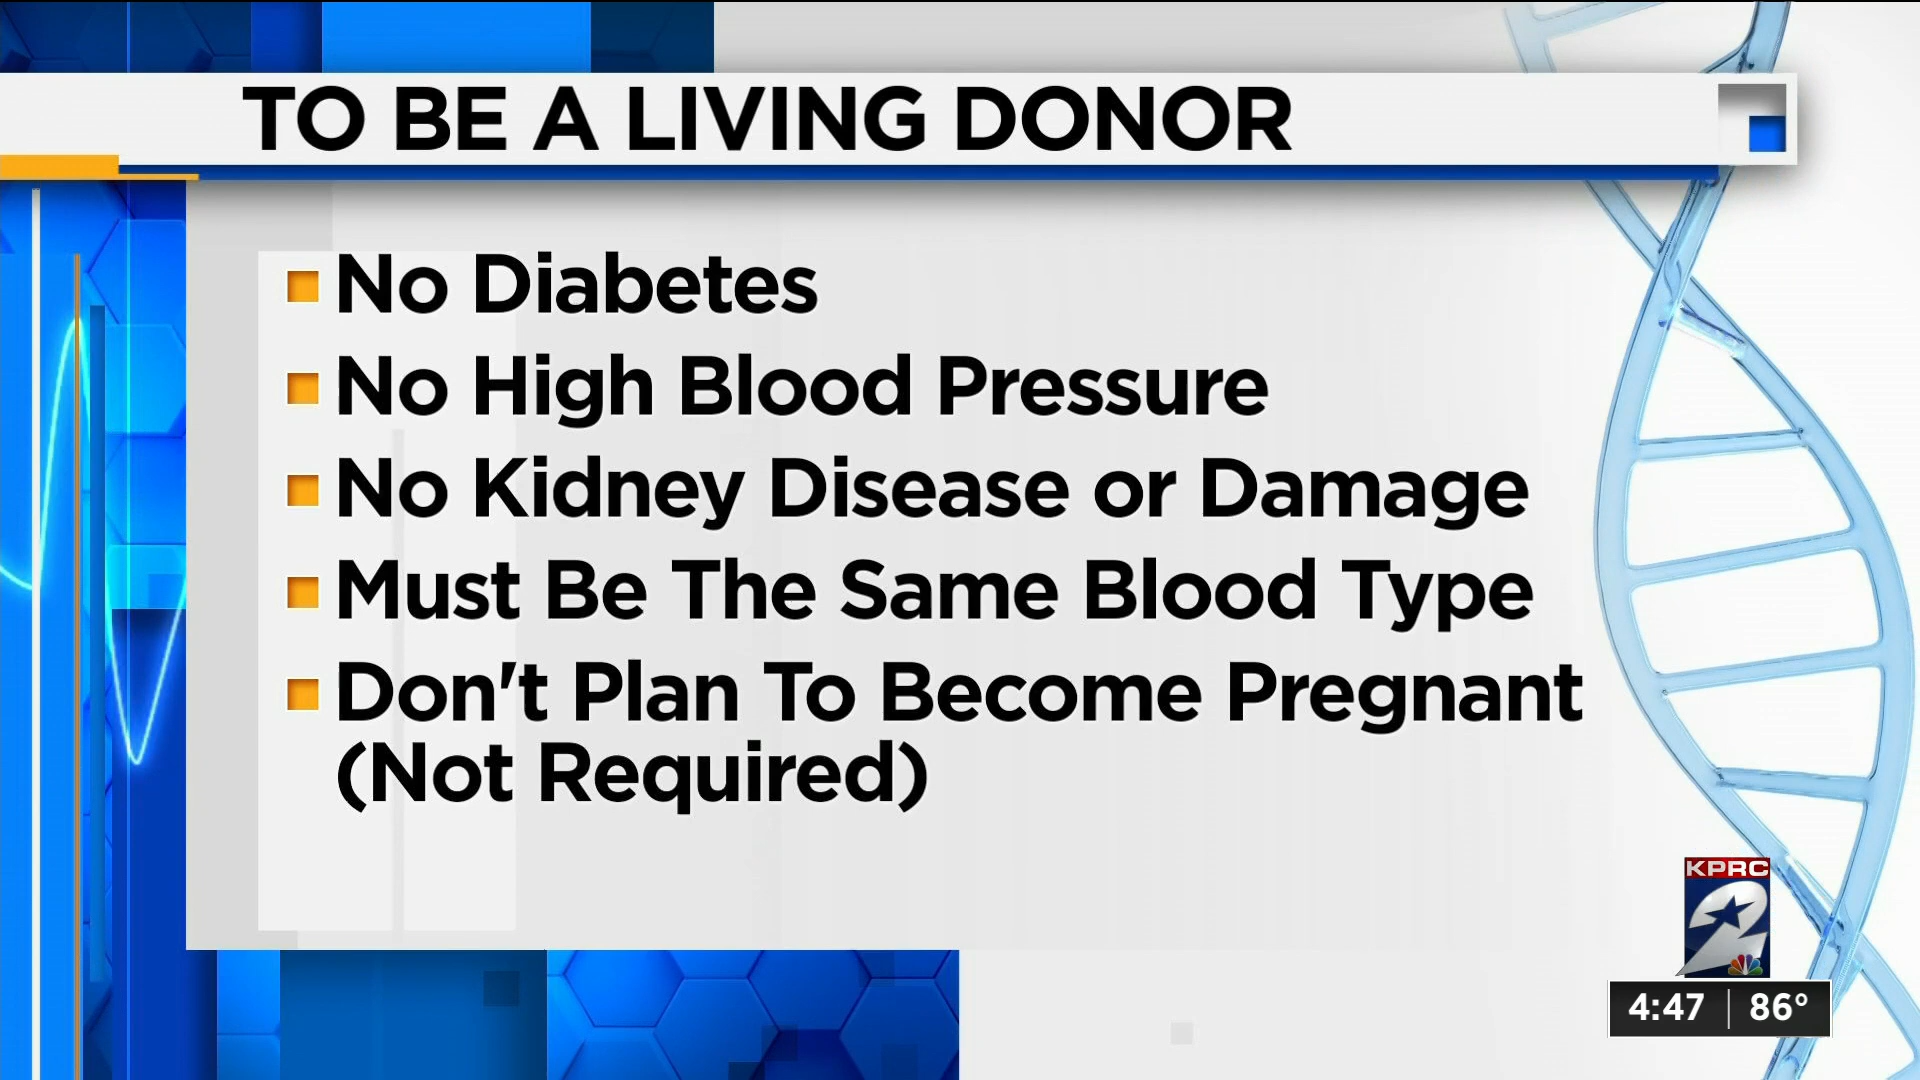 TO BE A LIVING DONOR
No Diabetes
No High Blood Pressure
No Kidney Disease or Damage
Must Be The Same Blood Type
Don't Plan To Become Pregnant
(Not Required)
KPRC
2
4:47 | 86°